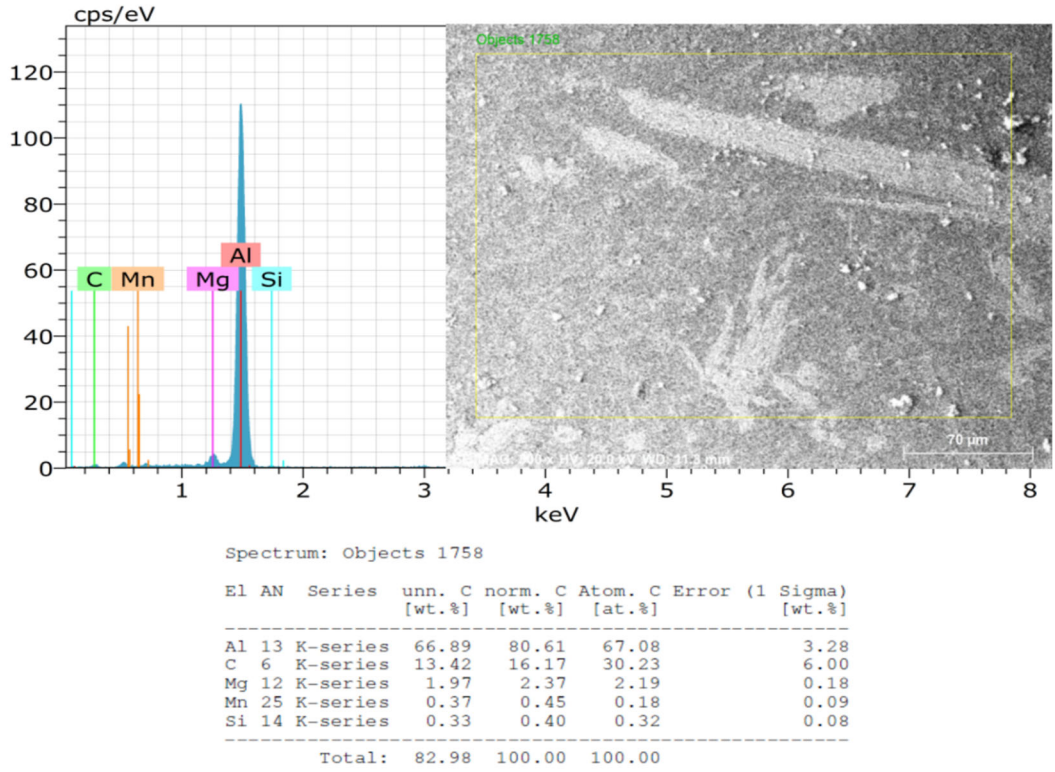 cps/eV
120
100
80
60
40
20
0
C Mn Mg Al Si
Objects 1758
70 µm
HV: 20.0 kV WD: 11.3 mm
1 2 3 4 5 6 7 8
keV
Spectrum: Objects 1758
El AN Series unn. C norm. C Atom. C Error (1 Sigma)
[wt.%] [wt.%] [at.%] [wt.%]
Al 13 K-series 66.89 80.61 67.08 3.28
C 6 K-series 13.42 16.17 30.23 6.00
Mg 12 K-series 1.97 2.37 2.19 0.18
Mn 25 K-series 0.37 0.45 0.18 0.09
Si 14 K-series 0.33 0.40 0.32 0.08
Total: 82.98 100.00 100.00